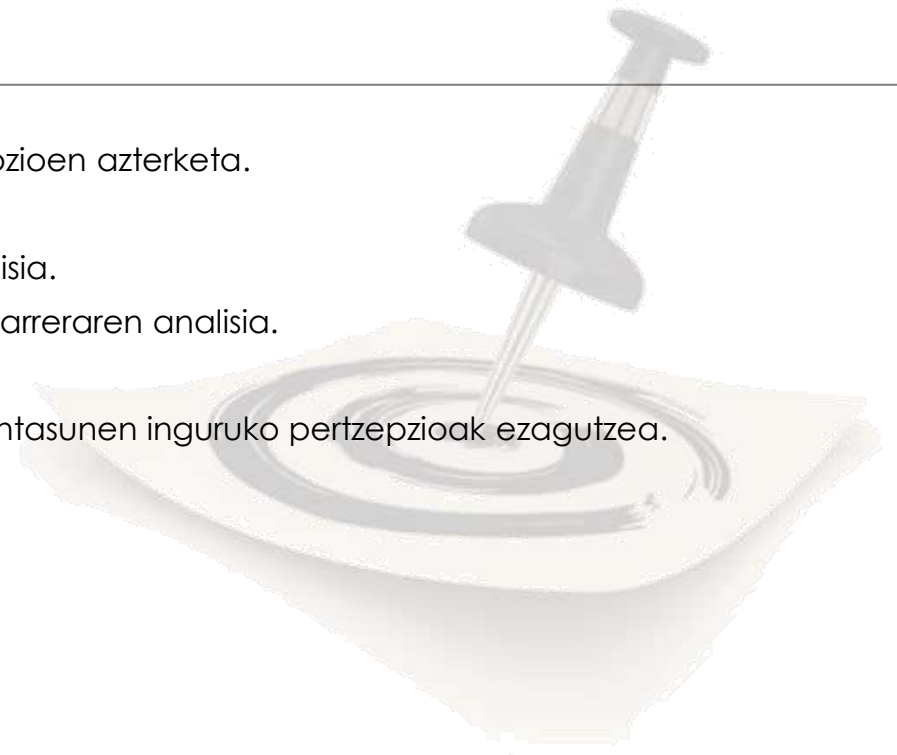 ozioen azterketa.
isia.
arreraren analisia.
ntasunen inguruko pertzepzioak ezagutzea.